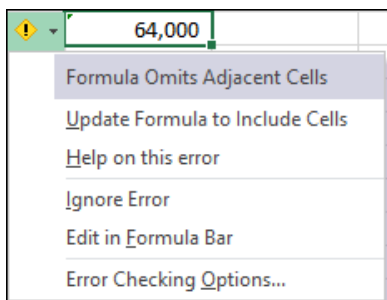 64,000
Formula Omits Adjacent Cells
Update Formula to Include Cells
Help on this error
Ignore Error
Edit in Formula Bar
Error Checking Options...